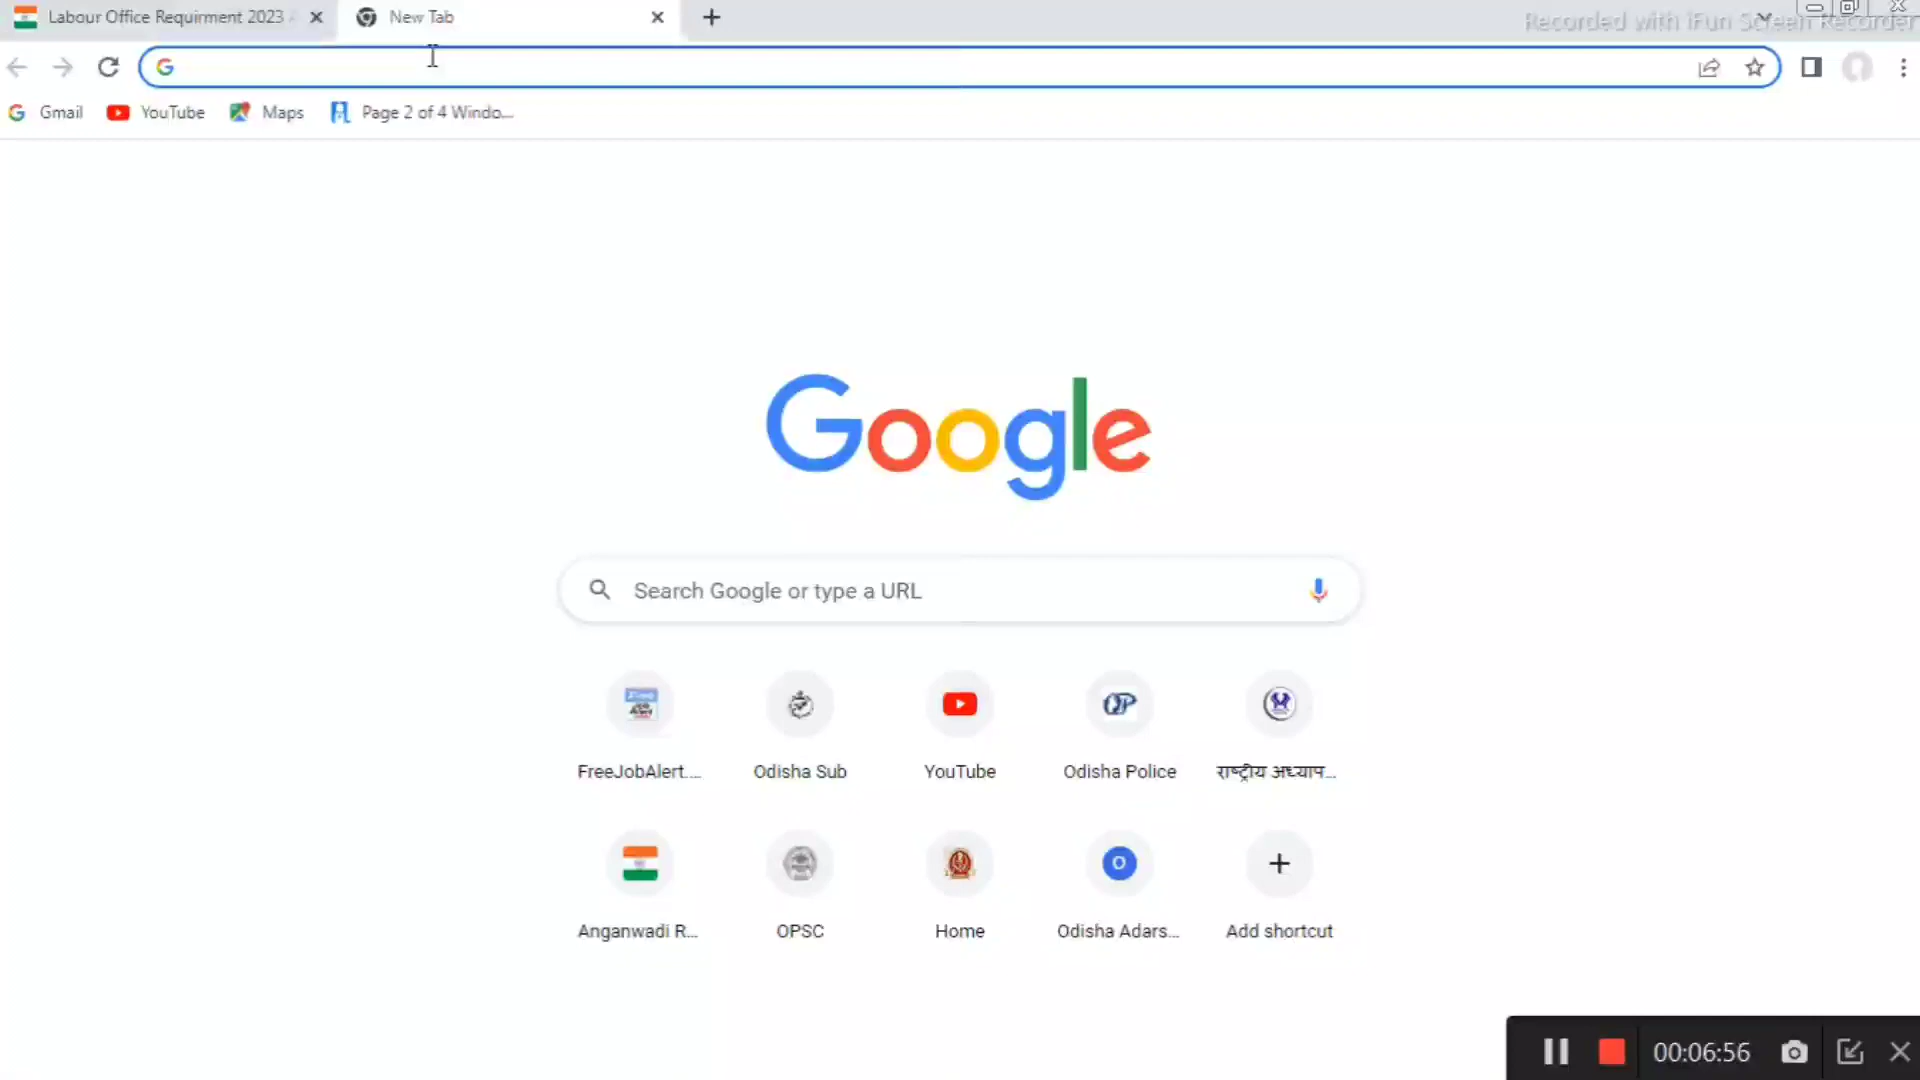 Labour Office Requirment 2023
New Tab
Recorded with iFun Screen Recorder
Gmail
YouTube
Maps
Page 2 of 4 Windo...
Google
Search Google or type a URL
FreeJobAlert....
Odisha Sub
YouTube
Odisha Police
राष्ट्रीय अध्याप...
Anganwadi R...
OPSC
Home
Odisha Adars...
Add shortcut
00:06:56